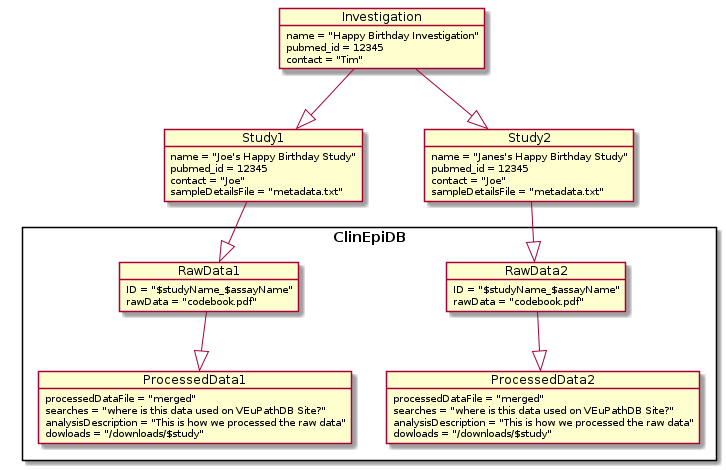 Investigation
name = "Happy Birthday Investigation"
pubmed_id = 12345
contact = "Tim"
Study1
name = "Joe's Happy Birthday Study"
pubmed_id = 12345
contact = "Joe"
sampleDetailsFile = "metadata.txt"
Study2
name = "Janes's Happy Birthday Study"
pubmed_id = 12345
contact = "Joe"
sampleDetailsFile = "metadata.txt"
ClinEpiDB
RawData1
ID = "$studyName_$assayName"
rawData = "codebook.pdf"
RawData2
ID = "$studyName_$assayName"
rawData = "codebook.pdf"
ProcessedData1
processedDataFile = "merged"
searches = "where is this data used on VEuPathDB Site?"
analysisDescription = "This is how we processed the raw data"
dowloads = "/downloads/$study"
ProcessedData2
processedDataFile = "merged"
searches = "where is this data used on VEuPathDB Site?"
analysisDescription = "This is how we processed the raw data"
dowloads = "/downloads/$study"